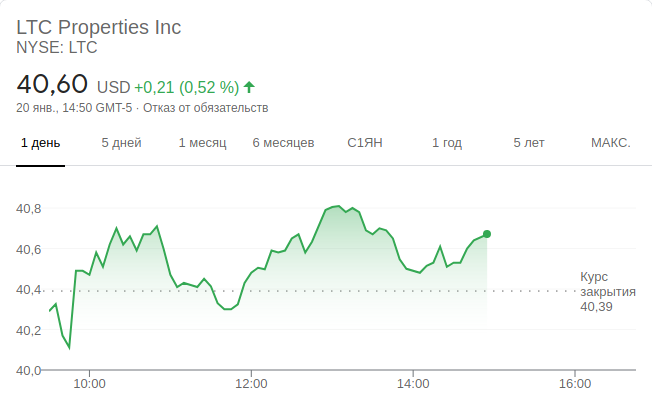 LTC Properties Inc
NYSE: LTC
40,60 USD +0,21 (0,52 %)
20 янв., 14:50 GMT-5 · Отказ от обязательств
1 день 5 дней 1 месяц 6 месяцев С1ЯН 1 год 5 лет МАКС.
40,8
40,6
40,4
40,2
40,0
Курс
закрытия
40,39
10:00 12:00 14:00 16:00